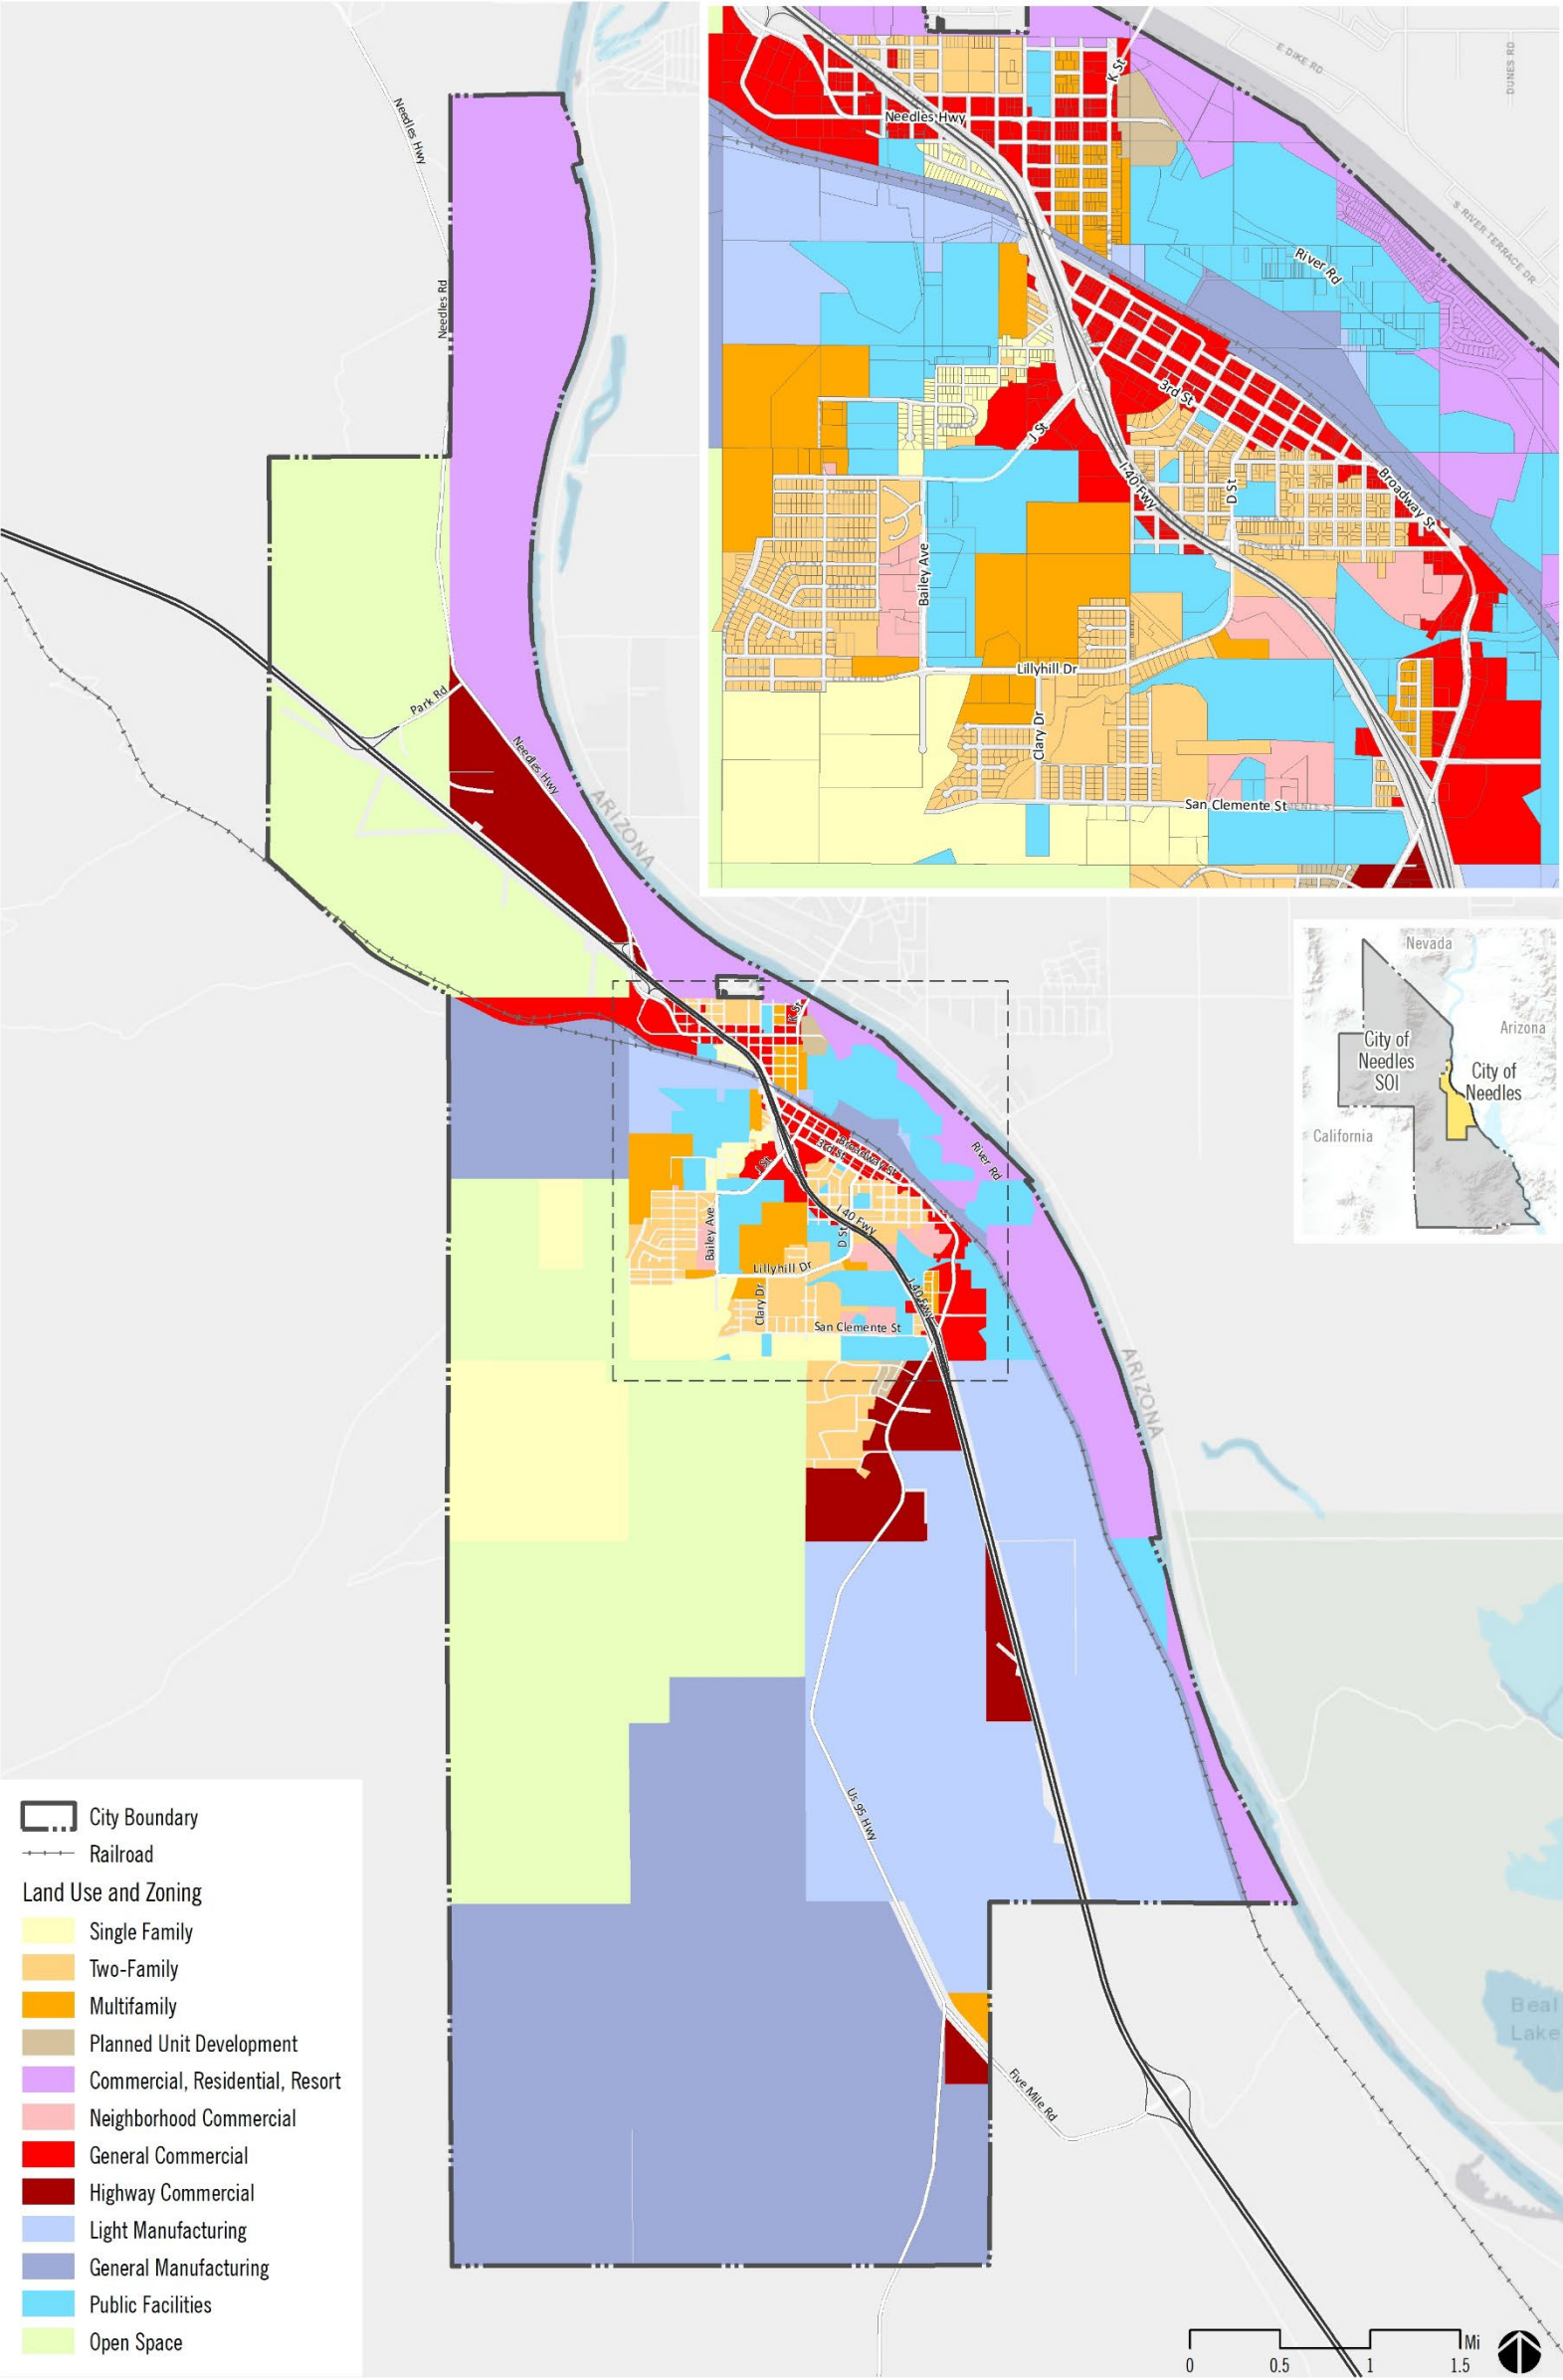 E DIKE RD
DUNES RD
K St
Needles Hwy
S RIVER TERRACE DR
River Rd
3rd St
J St
I-40 Fwy
D St
Broadway St
Bailey Ave
Lillyhill Dr
Clary Dr
San Clemente St
Needles Hwy
Needles Rd
Park Rd
Needles Hwy
ARIZONA
Nevada
Arizona
City of
Needles
SOI
City of
Needles
California
K St
Broadway St
3rd St
J St
River Rd
Bailey Ave
I 40 Fwy
D St
Lillyhill Dr
I-40 Fwy
Clary Dr
San Clemente St
ARIZONA
Us 95 Hwy
Five Mile Rd
Beal
Lake
City Boundary
Railroad
Land Use and Zoning
Single Family
Two-Family
Multifamily
Planned Unit Development
Commercial, Residential, Resort
Neighborhood Commercial
General Commercial
Highway Commercial
Light Manufacturing
General Manufacturing
Public Facilities
Open Space
Mi
0 0.5 1 1.5